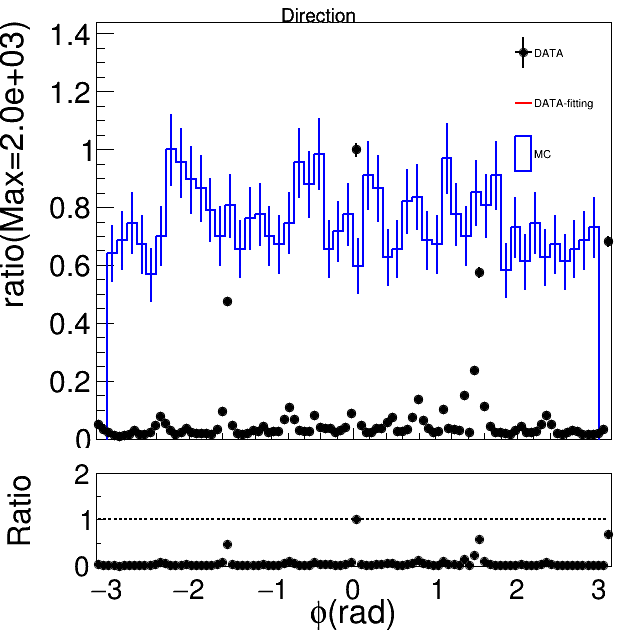 Direction
ratio(Max=2.0e+03)
1.4
1.2
1
0.8
0.6
0.4
0.2
0
DATA
DATA-fitting
MC
Ratio
2
1
0
−3 −2 −1 0 1 2 3
ϕ(rad)